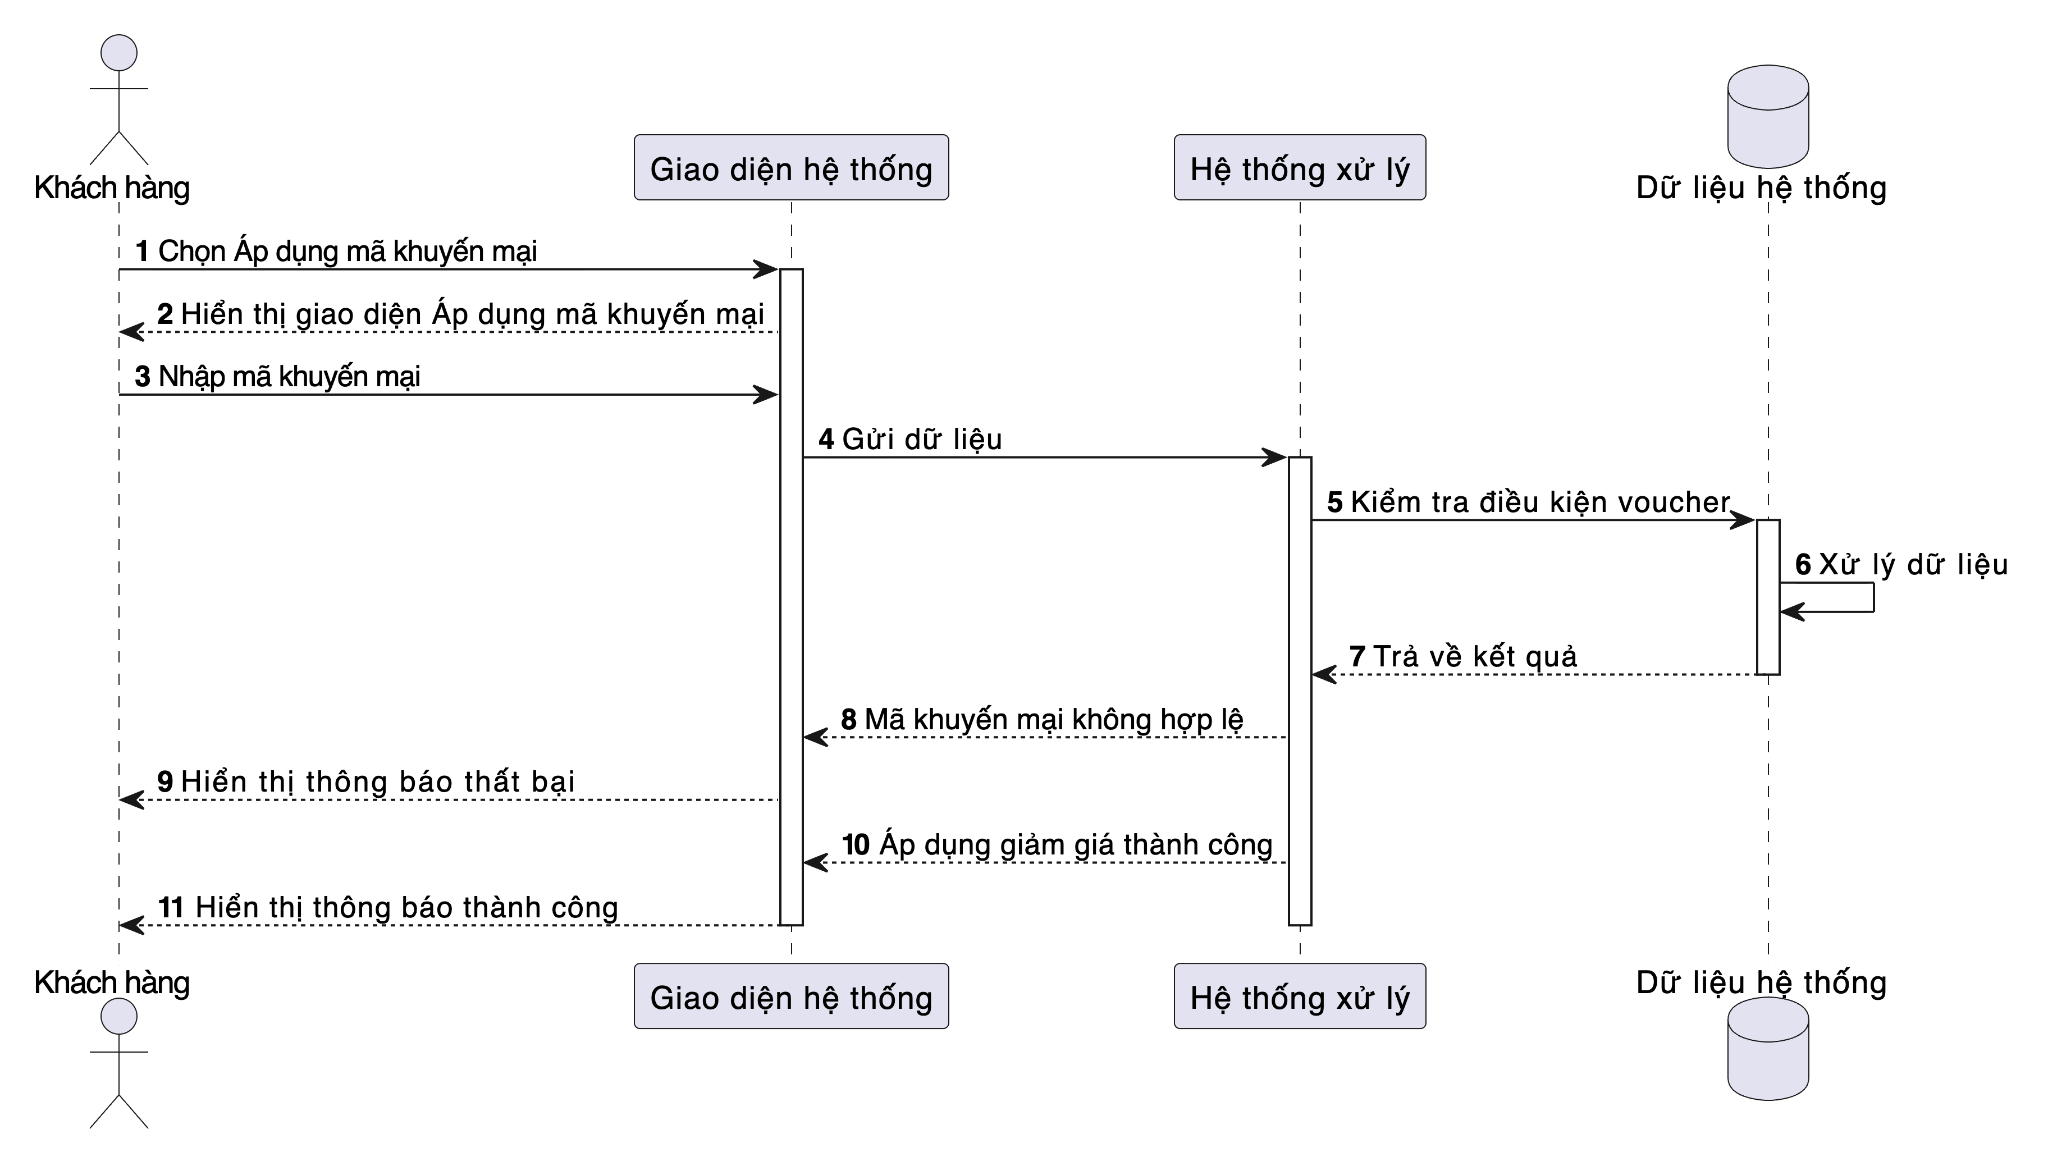 Khách hàng
Giao diện hệ thống
Hệ thống xử lý
Dữ liệu hệ thống
1 Chọn Áp dụng mã khuyến mại
2 Hiển thị giao diện Áp dụng mã khuyến mại
3 Nhập mã khuyến mại
4 Gửi dữ liệu
5 Kiểm tra điều kiện voucher
6 Xử lý dữ liệu
7 Trả về kết quả
8 Mã khuyến mại không hợp lệ
9 Hiển thị thông báo thất bại
10 Áp dụng giảm giá thành công
11 Hiển thị thông báo thành công
Khách hàng
Giao diện hệ thống
Hệ thống xử lý
Dữ liệu hệ thống